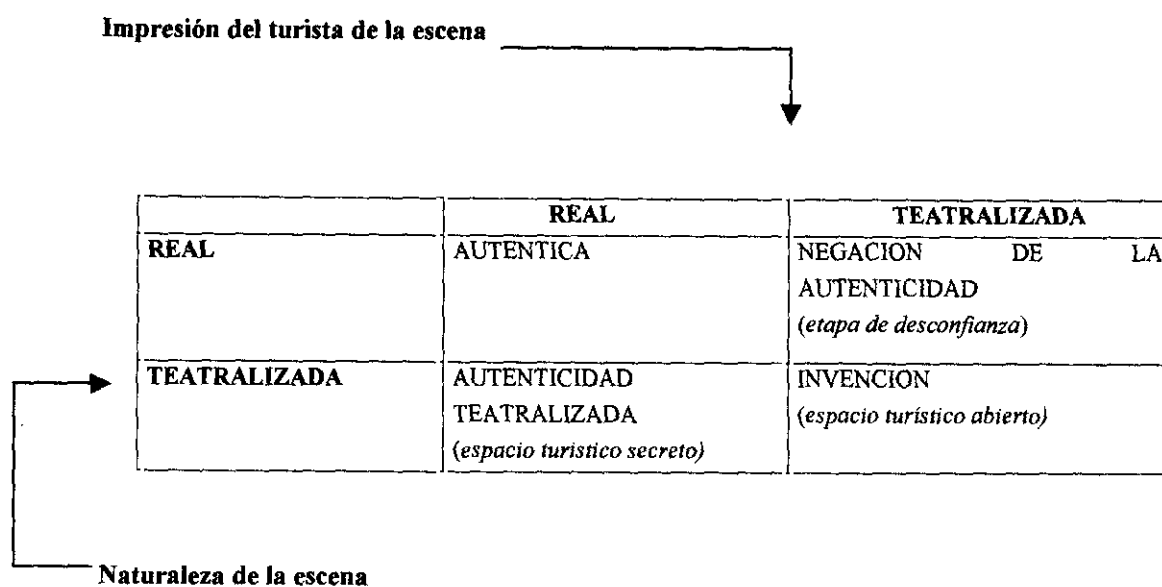 Impresión del turista de la escena
REAL TEATRALIZADA
REAL AUTENTICA NEGACION DE LA
AUTENTICIDAD
(etapa de desconfianza)
TEATRALIZADA AUTENTICIDAD INVENCION
TEATRALIZADA (espacio turístico abierto)
(espacio turistico secreto)
Naturaleza de la escena